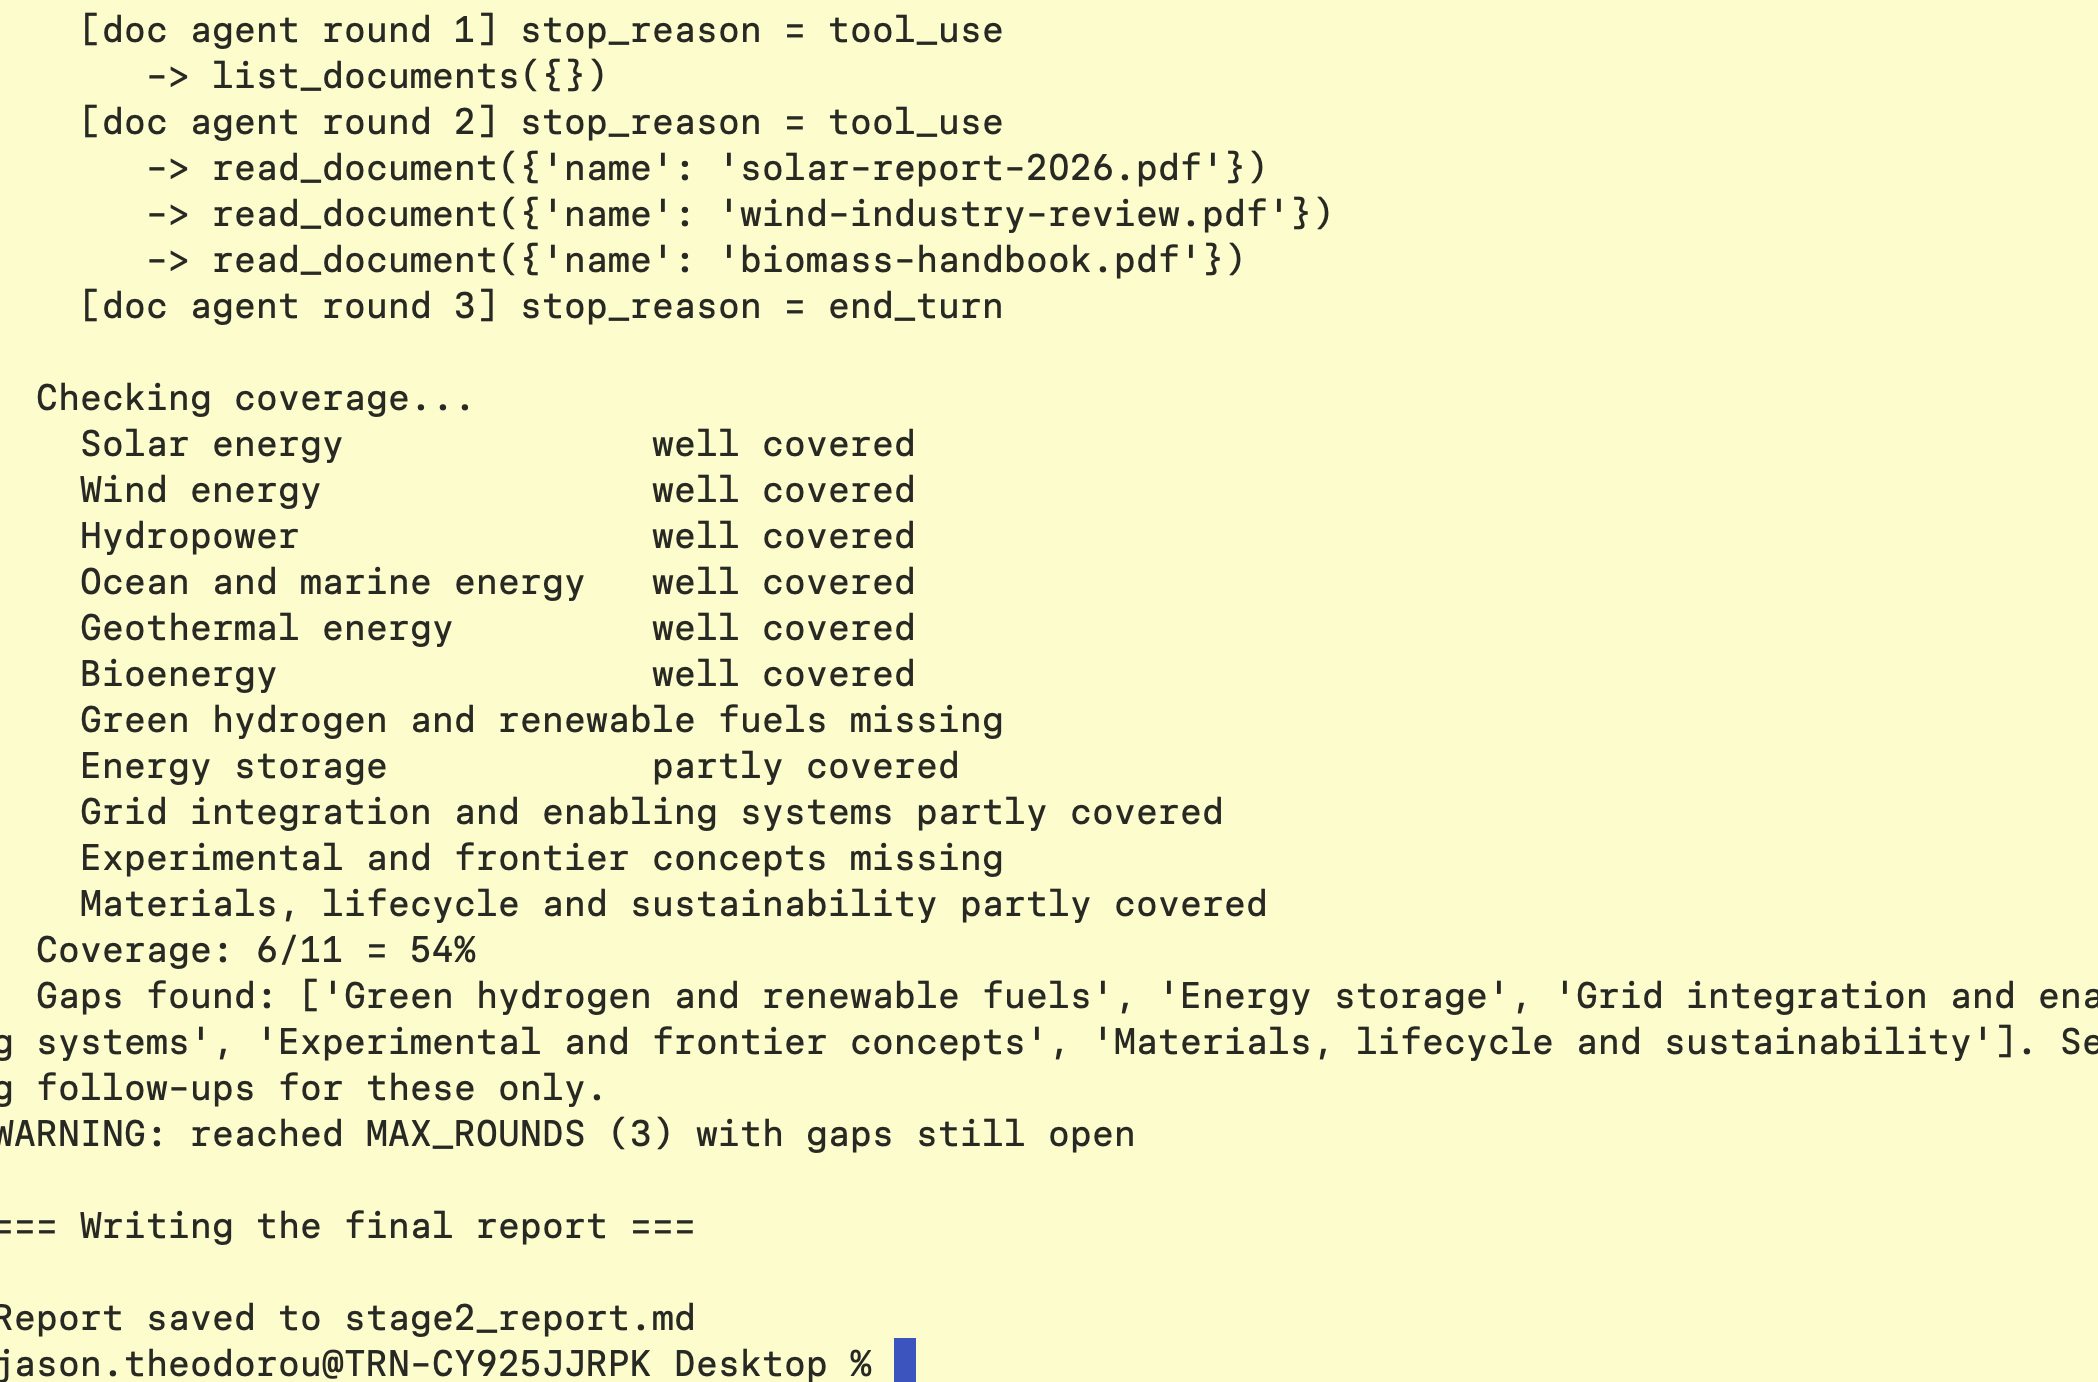 [doc agent round 1] stop_reason = tool_use
-> list_documents({})
[doc agent round 2] stop_reason = tool_use
-> read_document({'name': 'solar-report-2026.pdf'})
-> read_document({'name': 'wind-industry-review.pdf'})
-> read_document({'name': 'biomass-handbook.pdf'})
[doc agent round 3] stop_reason = end_turn
Checking coverage...
Solar energy well covered
Wind energy well covered
Hydropower well covered
Ocean and marine energy well covered
Geothermal energy well covered
Bioenergy well covered
Green hydrogen and renewable fuels missing
Energy storage partly covered
Grid integration and enabling systems partly covered
Experimental and frontier concepts missing
Materials, lifecycle and sustainability partly covered
Coverage: 6/11 = 54%
Gaps found: ['Green hydrogen and renewable fuels', 'Energy storage', 'Grid integration and ena
g systems', 'Experimental and frontier concepts', 'Materials, lifecycle and sustainability']. Se
g follow-ups for these only.
WARNING: reached MAX_ROUNDS (3) with gaps still open
=== Writing the final report ===
Report saved to stage2_report.md
jason.theodorou@TRN-CY925JJRPK Desktop %